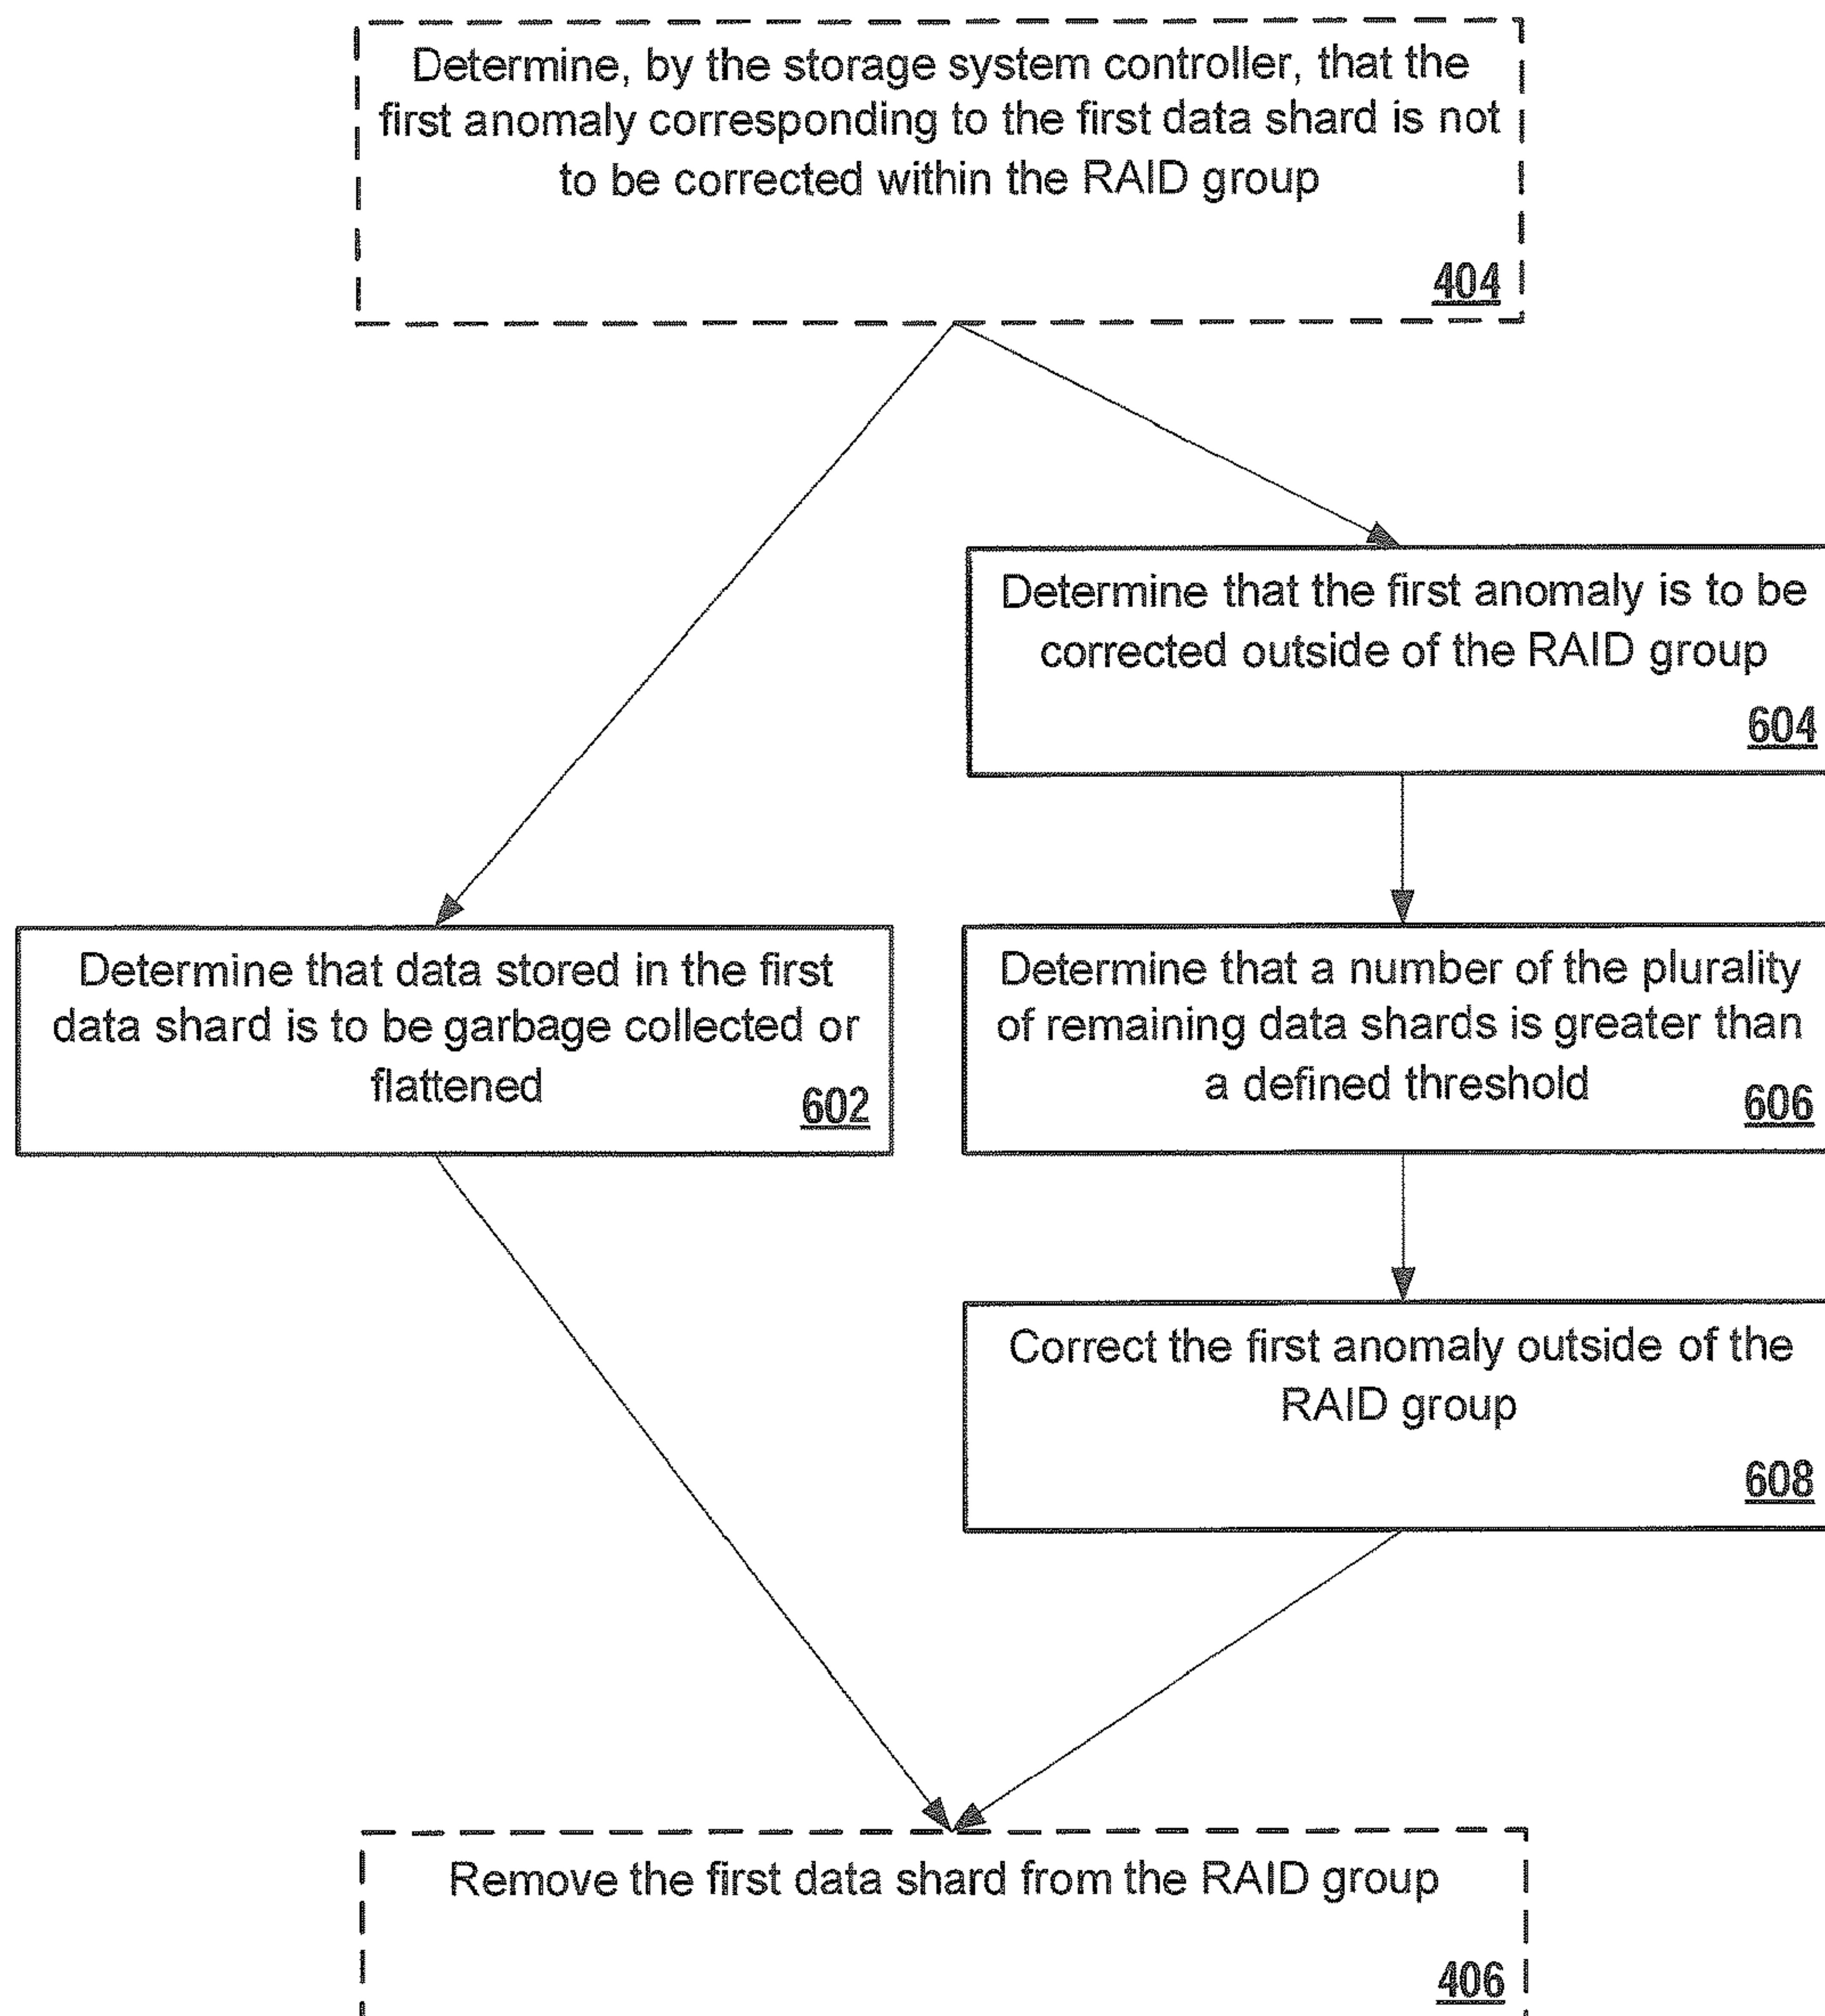 Determine, by the storage system controller, that the
first anomaly corresponding to the first data shard is not
to be corrected within the RAID group
404
Determine that the first anomaly is to be
corrected outside of the RAID group
604
Determine that data stored in the first
data shard is to be garbage collected or
flattened
602
Determine that a number of the plurality
of remaining data shards is greater than
a defined threshold
606
Correct the first anomaly outside of the
RAID group
608
Remove the first data shard from the RAID group
406